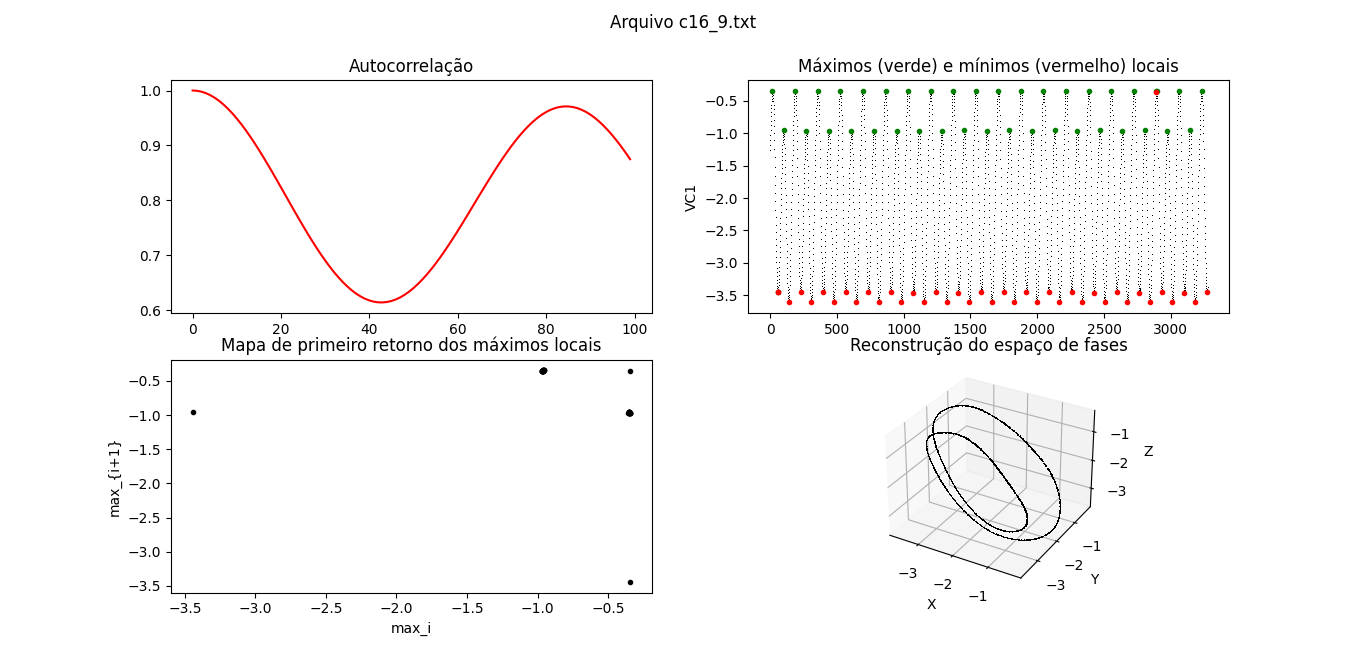 Arquivo c16_9.txt
Autocorrelação
1.0
0.9
0.8
0.7
0.6
0 20 40 60 80 100
Máximos (verde) e mínimos (vermelho) locais
VC1
−0.5
−1.0
−1.5
−2.0
−2.5
−3.0
−3.5
0 500 1000 1500 2000 2500 3000
Mapa de primeiro retorno dos máximos locais
max_{i+1}
−0.5
−1.0
−1.5
−2.0
−2.5
−3.0
−3.5
−3.5 −3.0 −2.5 −2.0 −1.5 −1.0 −0.5
max_i
Reconstrução do espaço de fases
−1
−2
−3
Z
−1
−2
−3
Y
−3
−2
−1
X